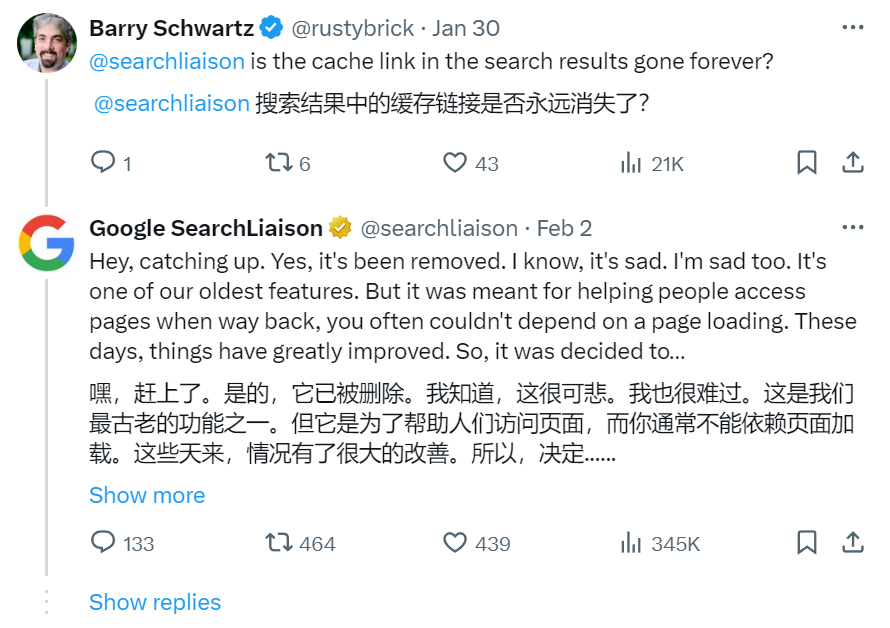 Barry Schwartz @rustybrick · Jan 30
@searchliaison is the cache link in the search results gone forever?
@searchliaison 搜索结果中的缓存链接是否永远消失了？
1 6 43 21K
Google SearchLiaison @searchliaison · Feb 2
Hey, catching up. Yes, it's been removed. I know, it's sad. I'm sad too. It's
one of our oldest features. But it was meant for helping people access
pages when way back, you often couldn't depend on a page loading. These
days, things have greatly improved. So, it was decided to...
嘿，赶上了。是的，它已被删除。我知道，这很可悲。我也很难过。这是我们
最古老的功能之一。但它是为了帮助人们访问页面，而你通常不能依赖页面加
载。这些天来，情况有了很大的改善。所以，决定......
Show more
133 464 439 345K
Show replies